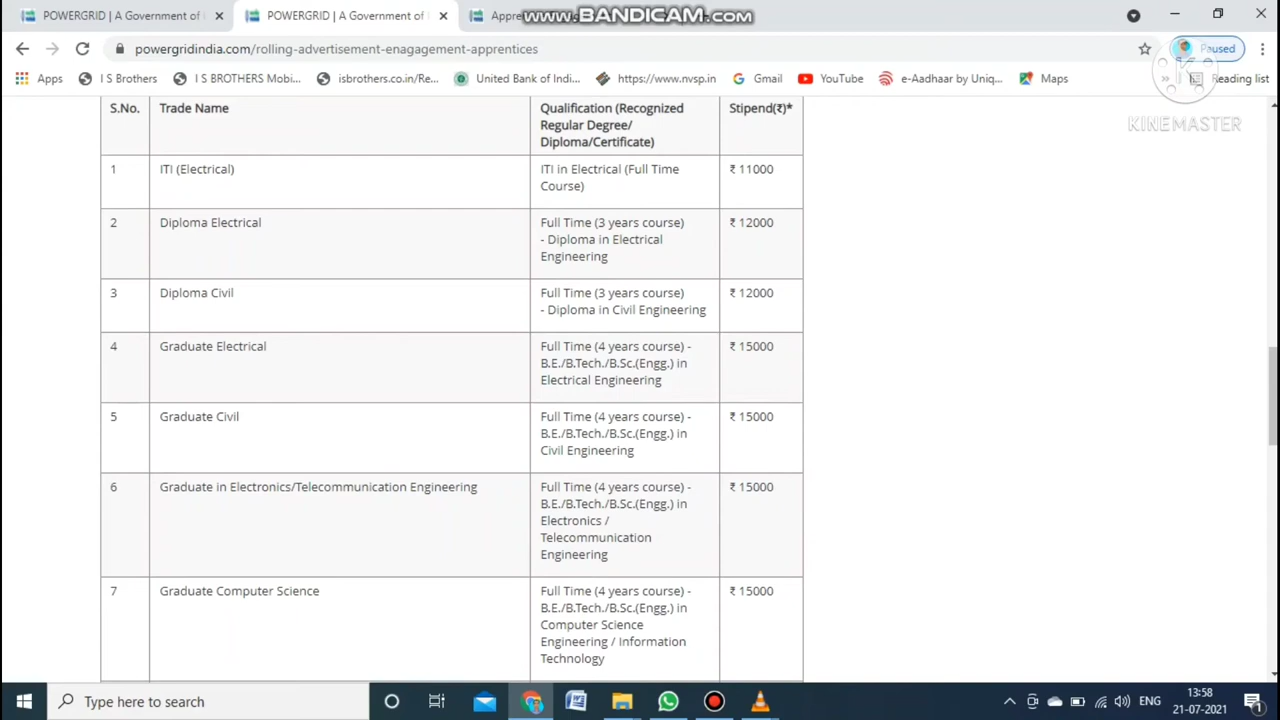 POWERGRID | A Government of I
POWERGRID | A Government of
Appre
www.BANDICAM.com
powergridindia.com/rolling-advertisement-enagagement-apprentices
Paused
Apps
I S Brothers
I S BROTHERS Mobi...
isbrothers.co.in/Re...
United Bank of Indi...
https://www.nvsp.in
Gmail
YouTube
e-Aadhaar by Uniq...
Maps
»
Reading list
KINEMASTER
S.No.
Trade Name
Qualification (Recognized
Regular Degree/
Diploma/Certificate)
Stipend(₹)*
1
ITI (Electrical)
ITI in Electrical (Full Time
Course)
₹ 11000
2
Diploma Electrical
Full Time (3 years course)
- Diploma in Electrical
Engineering
₹ 12000
3
Diploma Civil
Full Time (3 years course)
- Diploma in Civil Engineering
₹ 12000
4
Graduate Electrical
Full Time (4 years course) -
B.E./B.Tech./B.Sc.(Engg.) in
Electrical Engineering
₹ 15000
5
Graduate Civil
Full Time (4 years course) -
B.E./B.Tech./B.Sc.(Engg.) in
Civil Engineering
₹ 15000
6
Graduate in Electronics/Telecommunication Engineering
Full Time (4 years course) -
B.E./B.Tech./B.Sc.(Engg.) in
Electronics /
Telecommunication
Engineering
₹ 15000
7
Graduate Computer Science
Full Time (4 years course) -
B.E./B.Tech./B.Sc.(Engg.) in
Computer Science
Engineering / Information
Technology
₹ 15000
Type here to search
ENG
13:58
21-07-2021
1